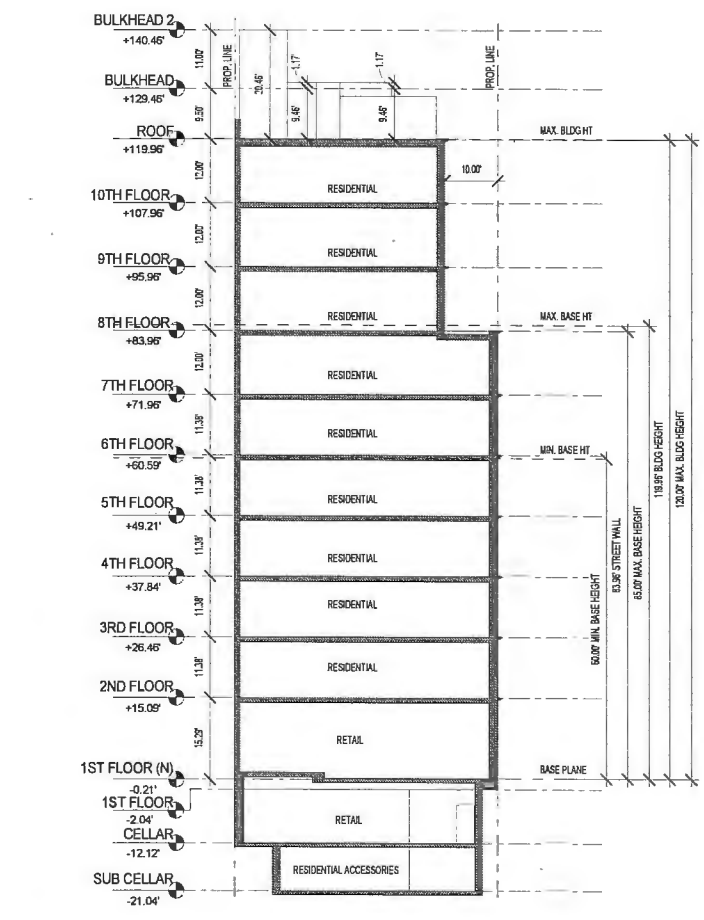 BULKHEAD 2
+140.46'
11.00'
PROP. LINE
PROP. LINE
20.46'
1.17'
1.17'
BULKHEAD
+129.46'
9.50'
9.46'
9.46'
ROOF
+119.96'
MAX. BLDG HT
12.00'
10.00'
RESIDENTIAL
10TH FLOOR
+107.96'
12.00'
RESIDENTIAL
9TH FLOOR
+95.96'
12.00'
RESIDENTIAL
MAX. BASE HT
8TH FLOOR
+83.96'
12.00'
RESIDENTIAL
7TH FLOOR
+71.96'
11.38'
RESIDENTIAL
MIN. BASE HT
6TH FLOOR
+60.59'
11.38'
RESIDENTIAL
5TH FLOOR
+49.21'
11.38'
RESIDENTIAL
4TH FLOOR
+37.84'
11.38'
RESIDENTIAL
3RD FLOOR
+26.46'
11.38'
RESIDENTIAL
2ND FLOOR
+15.09'
15.29'
RETAIL
60.00' MIN. BASE HEIGHT
83.96' STREET WALL
85.00' MAX. BASE HEIGHT
119.96' BLDG HEIGHT
120.00' MAX. BLDG HEIGHT
1ST FLOOR (N)
-0.21'
BASE PLANE
1ST FLOOR
-2.04'
RETAIL
CELLAR
-12.12'
RESIDENTIAL ACCESSORIES
SUB CELLAR
-21.04'